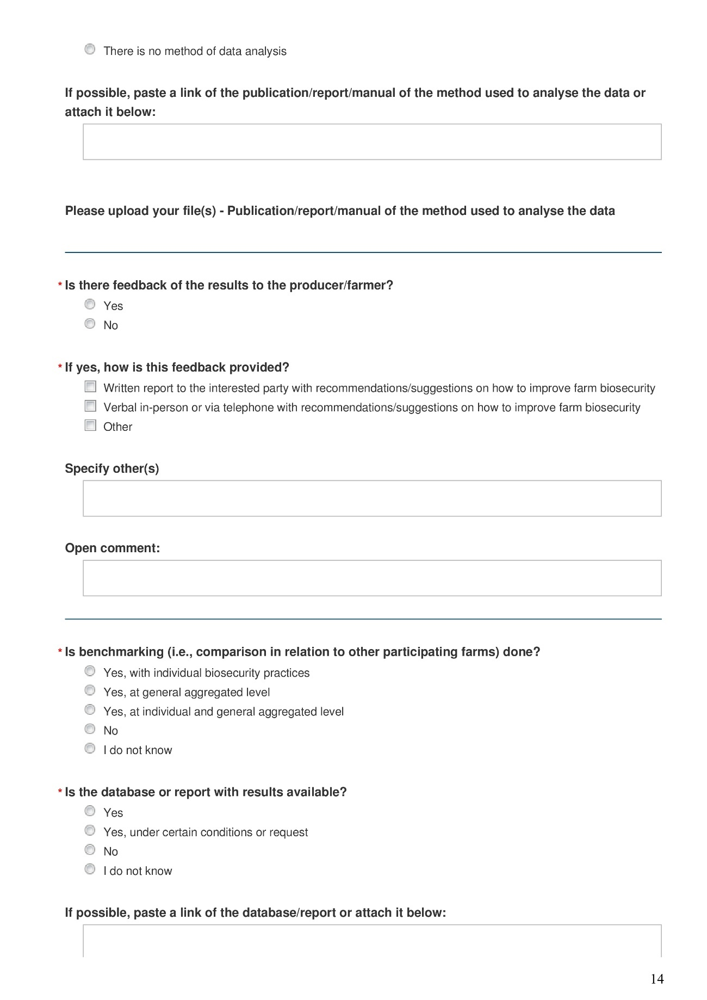 There is no method of data analysis
If possible, paste a link of the publication/report/manual of the method used to analyse the data or
attach it below:
Please upload your file(s) - Publication/report/manual of the method used to analyse the data
* Is there feedback of the results to the producer/farmer?
Yes
No
* If yes, how is this feedback provided?
Written report to the interested party with recommendations/suggestions on how to improve farm biosecurity
Verbal in-person or via telephone with recommendations/suggestions on how to improve farm biosecurity
Other
Specify other(s)
Open comment:
* Is benchmarking (i.e., comparison in relation to other participating farms) done?
Yes, with individual biosecurity practices
Yes, at general aggregated level
Yes, at individual and general aggregated level
No
I do not know
* Is the database or report with results available?
Yes
Yes, under certain conditions or request
No
I do not know
If possible, paste a link of the database/report or attach it below:
14